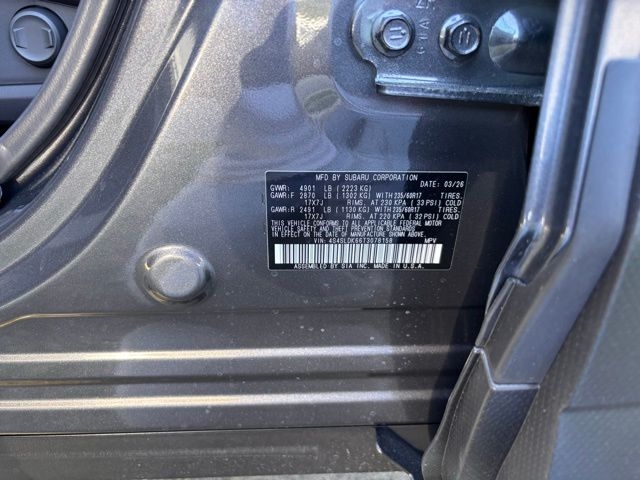 MFD BY SUBARU CORPORATION
DATE: 03/26
GVWR: 4901 LB ( 2223 KG)
GAWR:F 2870 LB ( 1302 KG) WITH 235/60R17 TIRES.
17X7J RIMS. AT 230 KPA ( 33 PSI) COLD
GAWR:R 2491 LB ( 1130 KG) WITH 235/60R17 TIRES.
17X7J RIMS. AT 220 KPA ( 32 PSI) COLD
THIS VEHICLE CONFORMS TO ALL APPLICABLE FEDERAL MOTOR
VEHICLE SAFETY AND THEFT PREVENTION STANDARDS
IN EFFECT ON THE DATE OF MANUFACTURE SHOWN ABOVE.
VIN: 4S4SLDK66T3078158 MPV
ASSEMBLED BY SIA INC. MADE IN U.S.A.